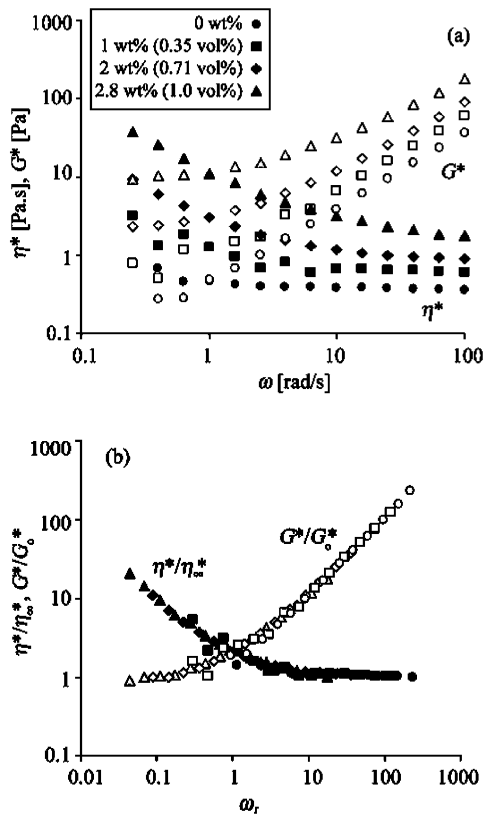 (a)
0 wt% ●
1 wt% (0.35 vol%) ■
2 wt% (0.71 vol%) ◆
2.8 wt% (1.0 vol%) ▲
1000
100
10
1
0.1
η* [Pa.s], G* [Pa]
G*
η*
0.1
1
10
100
ω [rad/s]
(b)
1000
100
10
1
0.1
η*/η∞*, G*/Go*
η*/η∞*
G*/Go*
0.01
0.1
1
10
100
1000
ωr